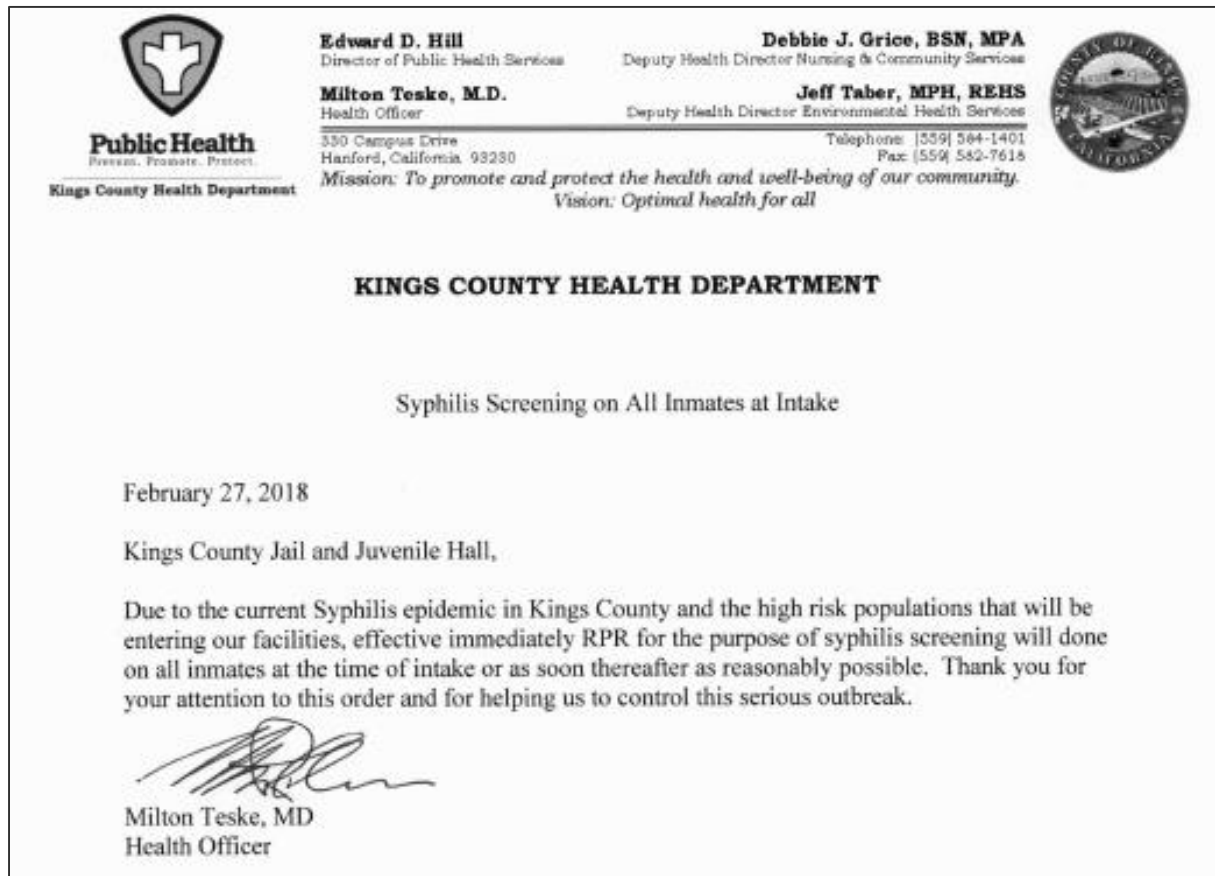 Public Health
Prevent. Promote. Protect.
Kings County Health Department
Edward D. Hill
Director of Public Health Services
Milton Teske, M.D.
Health Officer
Debbie J. Grice, BSN, MPA
Deputy Health Director Nursing & Community Services
Jeff Taber, MPH, REHS
Deputy Health Director Environmental Health Services
330 Campus Drive
Hanford, California 93230
Telephone: (559) 584-1401
Fax: (559) 582-7618
Mission: To promote and protect the health and well-being of our community.
Vision: Optimal health for all
COUNTY OF KINGS
CALIFORNIA
KINGS COUNTY HEALTH DEPARTMENT
Syphilis Screening on All Inmates at Intake
February 27, 2018
Kings County Jail and Juvenile Hall,
Due to the current Syphilis epidemic in Kings County and the high risk populations that will be
entering our facilities, effective immediately RPR for the purpose of syphilis screening will done
on all inmates at the time of intake or as soon thereafter as reasonably possible.  Thank you for
your attention to this order and for helping us to control this serious outbreak.
Milton Teske, MD
Health Officer